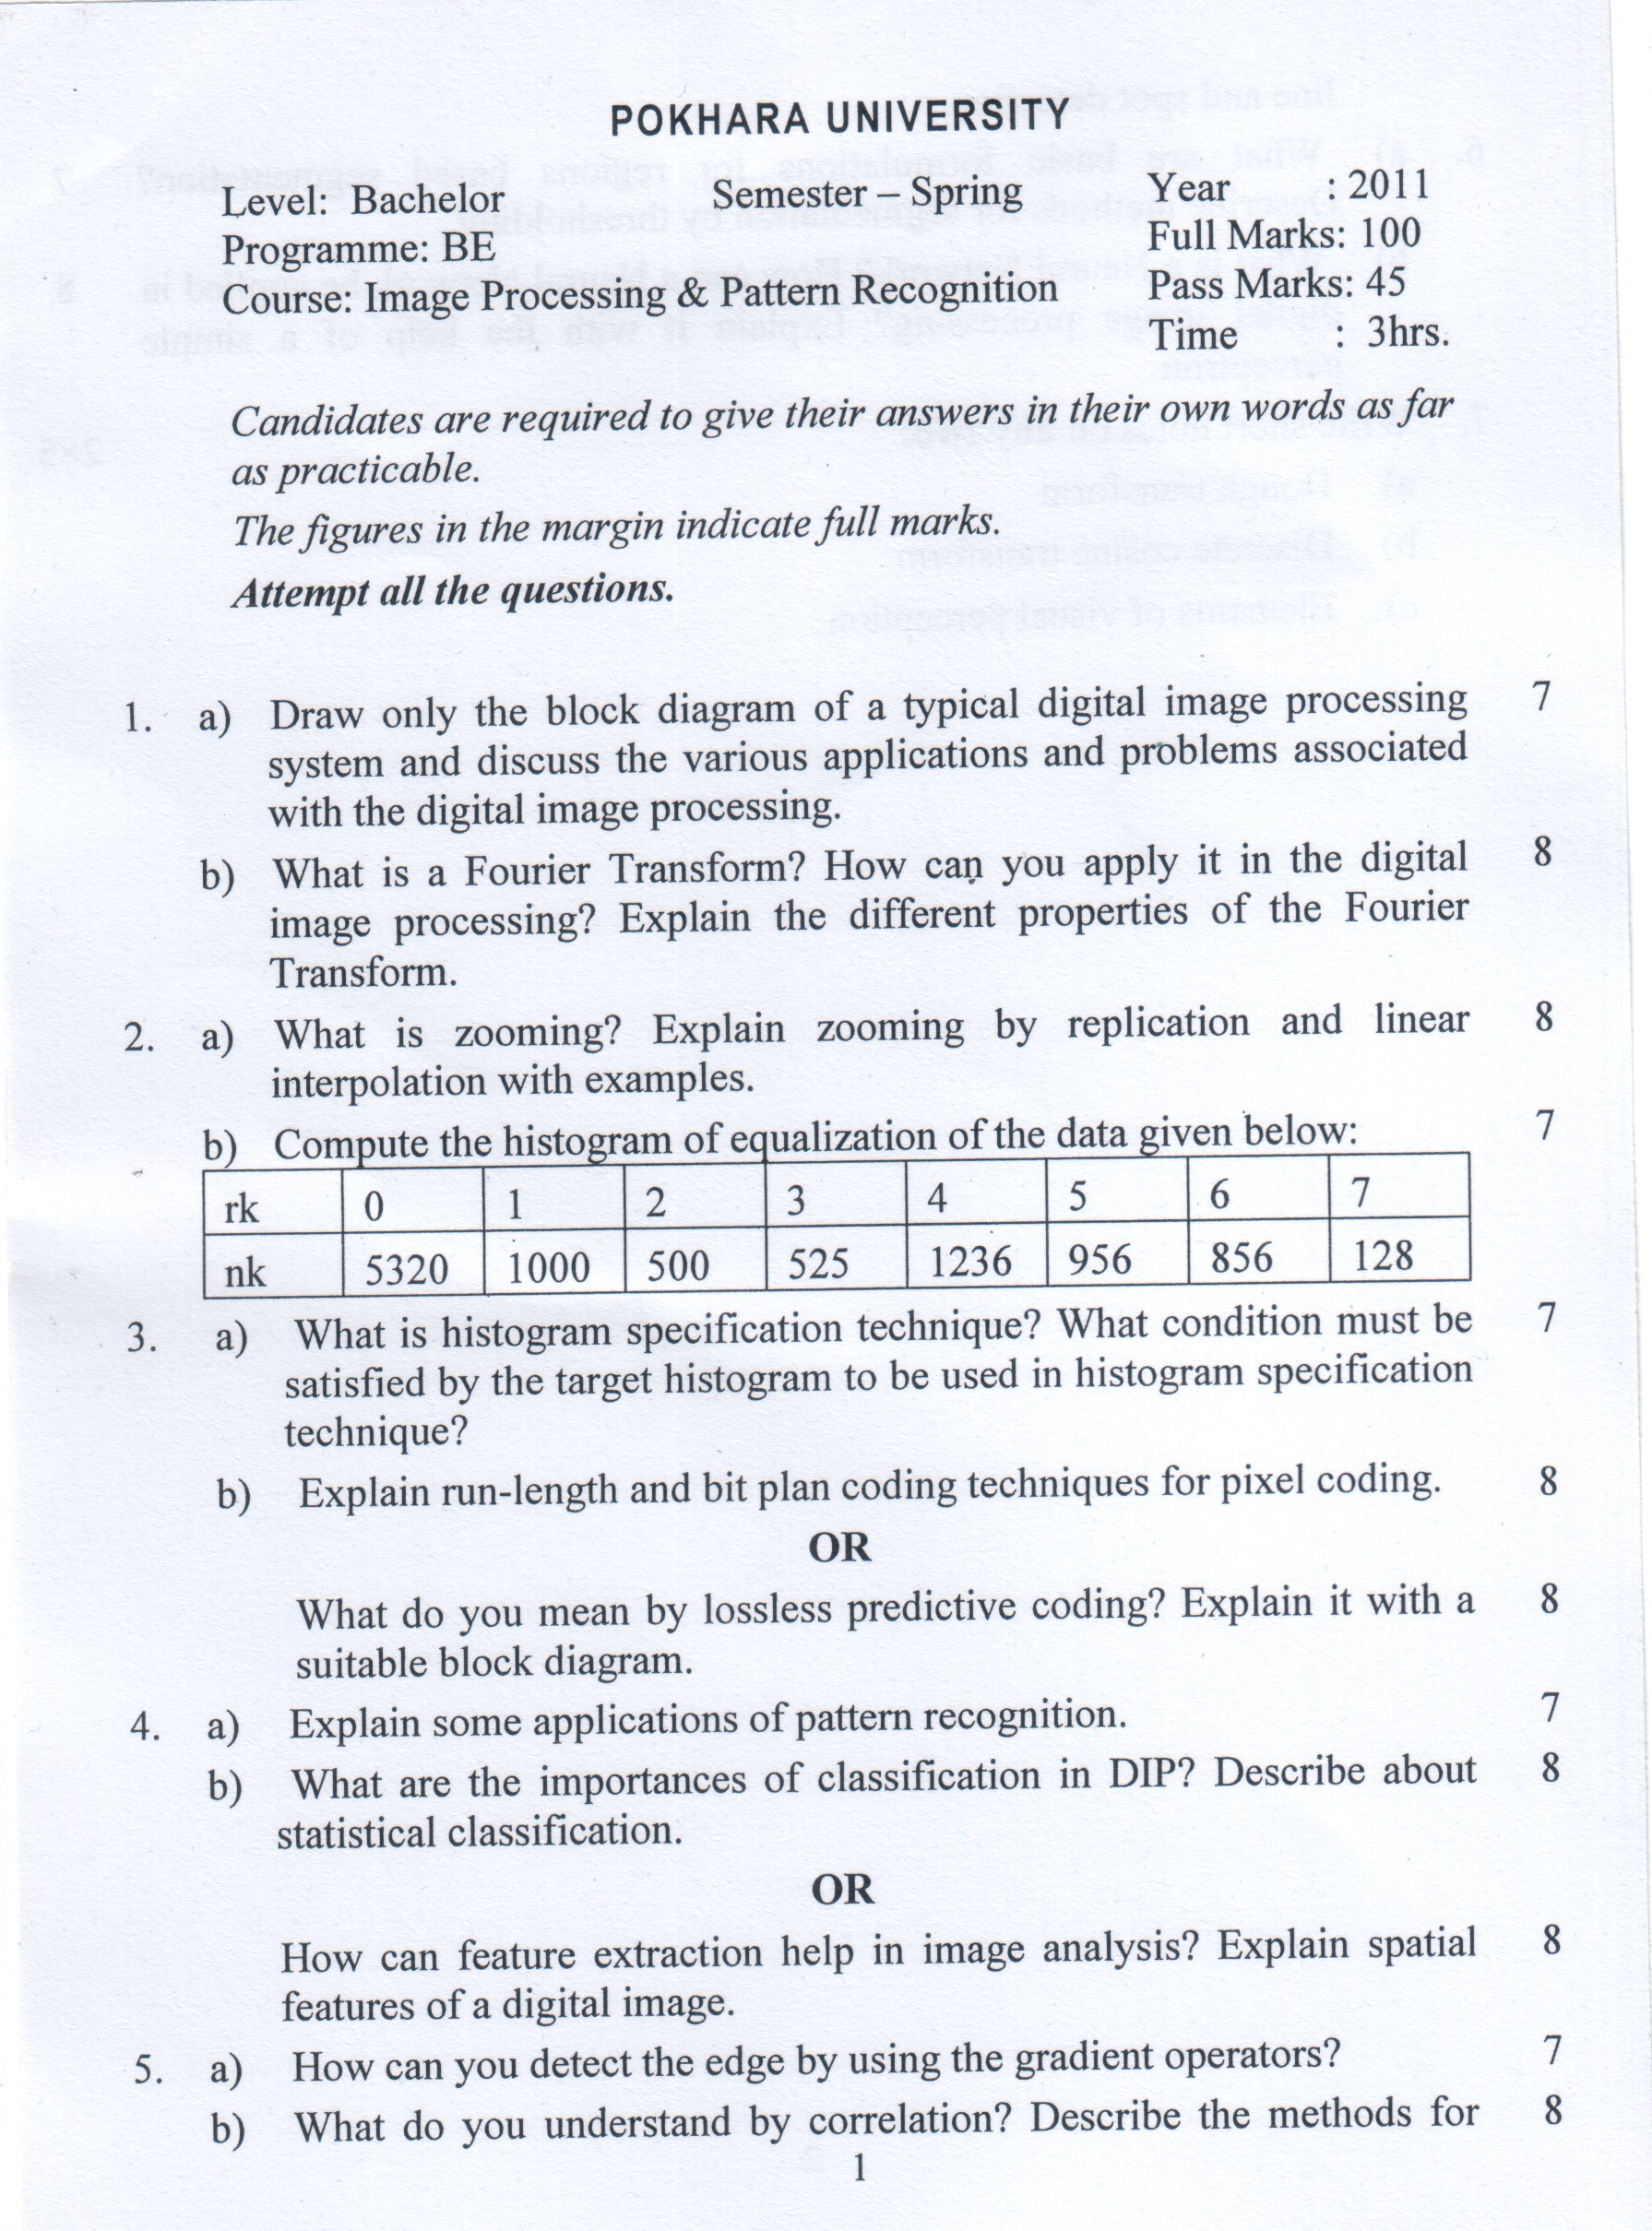 POKHARA UNIVERSITY
Level: Bachelor Semester – Spring Year : 2011
Programme: BE Full Marks: 100
Course: Image Processing & Pattern Recognition Pass Marks: 45
Time : 3hrs.
Candidates are required to give their answers in their own words as far
as practicable.
The figures in the margin indicate full marks.
Attempt all the questions.
1. a) Draw only the block diagram of a typical digital image processing 7
system and discuss the various applications and problems associated
with the digital image processing.
b) What is a Fourier Transform? How can you apply it in the digital 8
image processing? Explain the different properties of the Fourier
Transform.
2. a) What is zooming? Explain zooming by replication and linear 8
interpolation with examples.
b) Compute the histogram of equalization of the data given below: 7
rk 0 1 2 3 4 5 6 7
nk 5320 1000 500 525 1236 956 856 128
3. a) What is histogram specification technique? What condition must be 7
satisfied by the target histogram to be used in histogram specification
technique?
b) Explain run-length and bit plan coding techniques for pixel coding. 8
OR
What do you mean by lossless predictive coding? Explain it with a 8
suitable block diagram.
4. a) Explain some applications of pattern recognition. 7
b) What are the importances of classification in DIP? Describe about 8
statistical classification.
OR
How can feature extraction help in image analysis? Explain spatial 8
features of a digital image.
5. a) How can you detect the edge by using the gradient operators? 7
b) What do you understand by correlation? Describe the methods for 8
1